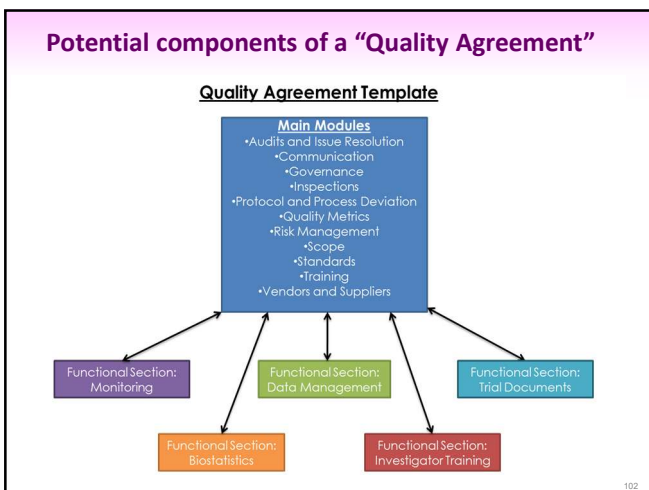 Potential components of a “Quality Agreement”
Quality Agreement Template
Main Modules
•Audits and Issue Resolution
•Communication
•Governance
•Inspections
•Protocol and Process Deviation
•Quality Metrics
•Risk Management
•Scope
•Standards
•Training
•Vendors and Suppliers
Functional Section:
Monitoring
Functional Section:
Data Management
Functional Section:
Trial Documents
Functional Section:
Biostatistics
Functional Section:
Investigator Training
102